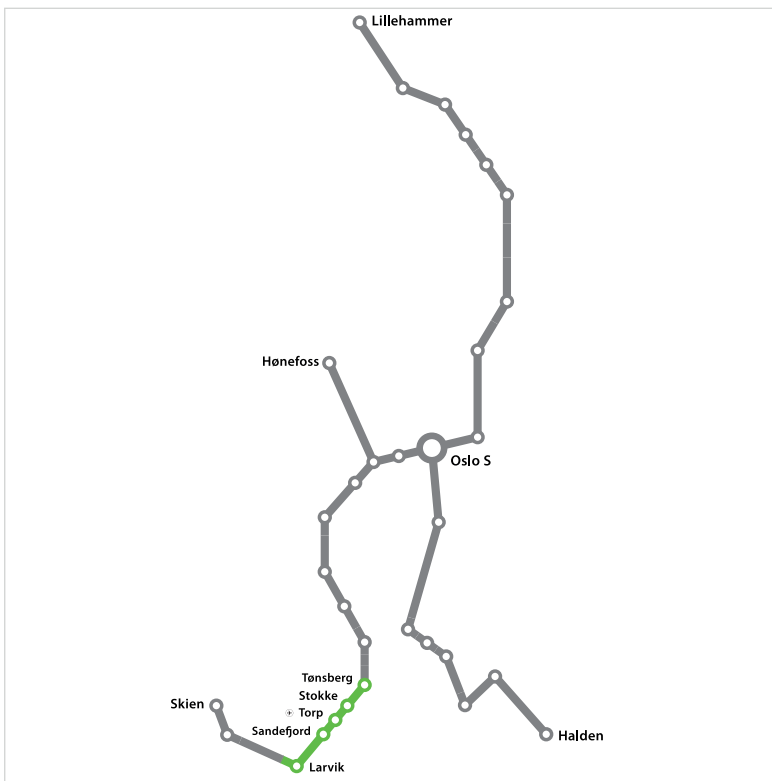 Lillehammer
Hønefoss
Oslo S
Tønsberg
Stokke
Skien
Torp
Sandefjord
Halden
Larvik